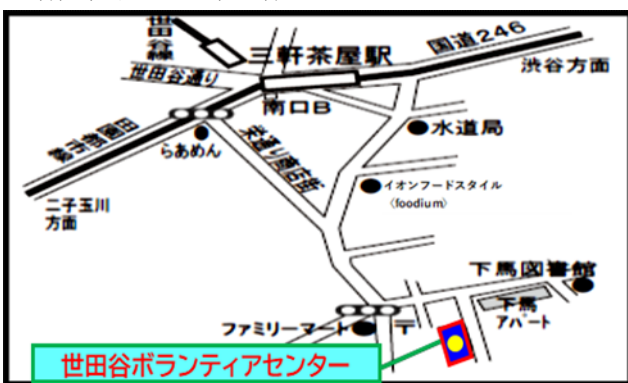 世田谷線
三軒茶屋駅
国道246
渋谷方面
世田谷通り
南口B
水道局
田園都市線
らあめん
栄通り商店街
イオンフードスタイル
(foodium)
二子玉川
方面
下馬図書館
下馬
アパート
ファミリーマート
〒
世田谷ボランティアセンター